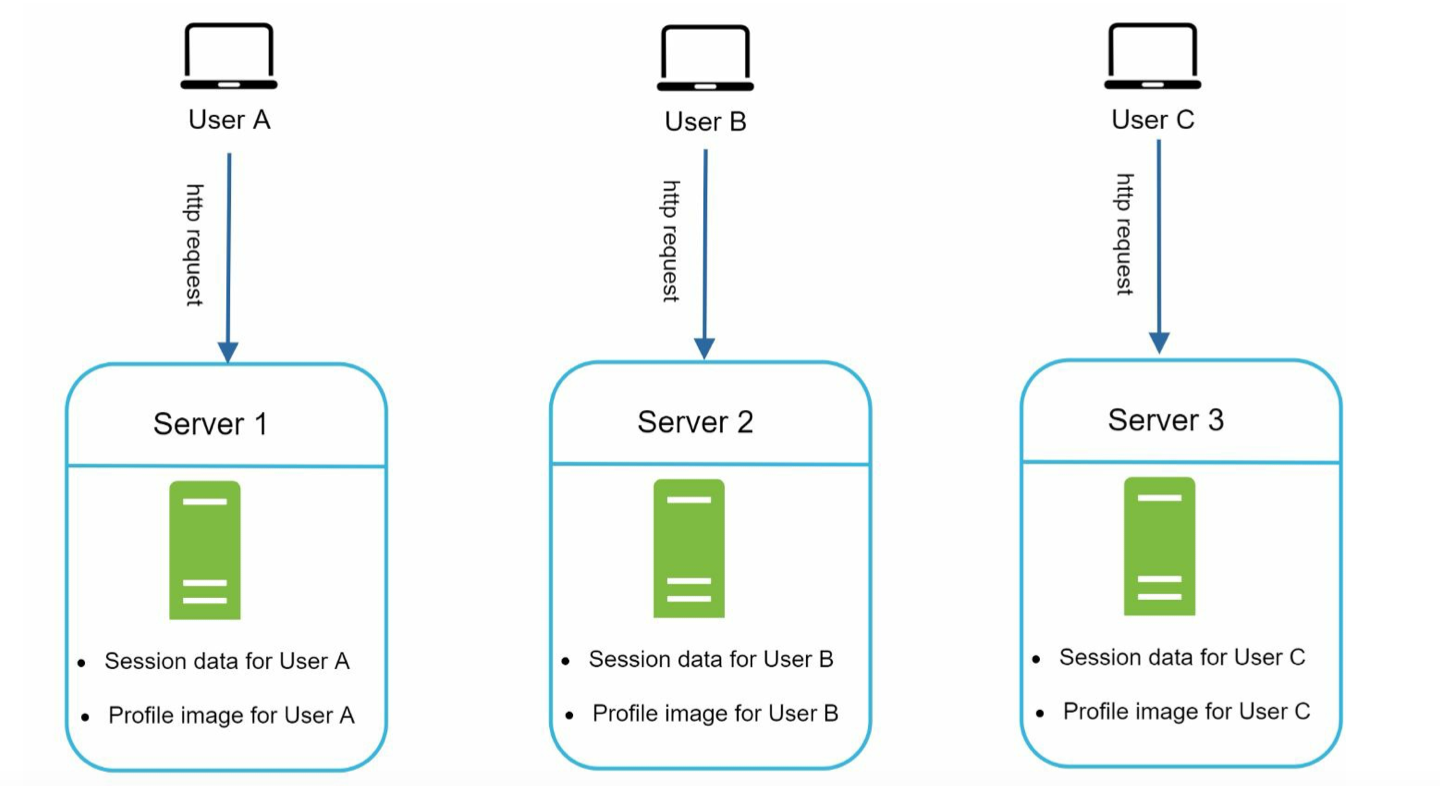 User A
User B
User C
http request
http request
http request
Server 1
Server 2
Server 3
• Session data for User A
• Profile image for User A
• Session data for User B
• Profile image for User B
• Session data for User C
• Profile image for User C